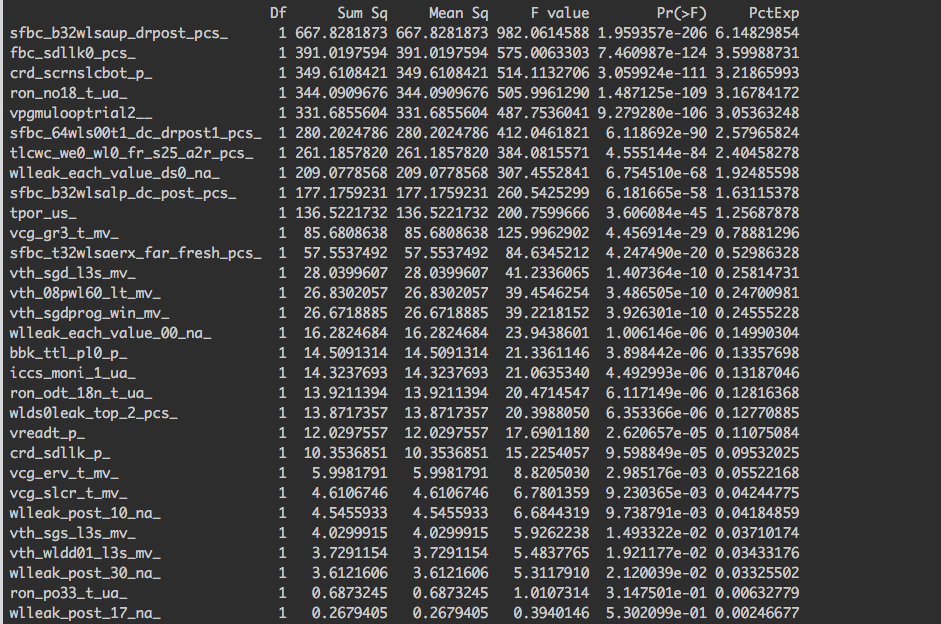 Df Sum Sq Mean Sq F value Pr(>F) PctExp
sfbc_b32wlsaup_drpost_pcs_ 1 667.8281873 667.8281873 982.0614588 1.959357e-206 6.14829854
fbc_sdllk0_pcs_ 1 391.0197594 391.0197594 575.0063303 7.460987e-124 3.59988731
crd_scrnslcbot_p_ 1 349.6108421 349.6108421 514.1132706 3.059924e-111 3.21865993
ron_no18_t_ua_ 1 344.0909676 344.0909676 505.9961290 1.487125e-109 3.16784172
vpgmulooptrial2__ 1 331.6855604 331.6855604 487.7536041 9.279280e-106 3.05363248
sfbc_64wls00t1_dc_drpost1_pcs_ 1 280.2024786 280.2024786 412.0461821 6.118692e-90 2.57965824
tlcwc_we0_wl0_fr_s25_a2r_pcs_ 1 261.1857820 261.1857820 384.0815571 4.555144e-84 2.40458278
wlleak_each_value_ds0_na_ 1 209.0778568 209.0778568 307.4552841 6.754510e-68 1.92485598
sfbc_b32wlsalp_dc_post_pcs_ 1 177.1759231 177.1759231 260.5425299 6.181665e-58 1.63115378
tpor_us_ 1 136.5221732 136.5221732 200.7599666 3.606084e-45 1.25687878
vcg_gr3_t_mv_ 1 85.6808638 85.6808638 125.9962902 4.456914e-29 0.78881296
sfbc_t32wlsaerx_far_fresh_pcs_ 1 57.5537492 57.5537492 84.6345212 4.247490e-20 0.52986328
vth_sgd_l3s_mv_ 1 28.0399607 28.0399607 41.2336065 1.407364e-10 0.25814731
vth_08pwl60_lt_mv_ 1 26.8302057 26.8302057 39.4546254 3.486505e-10 0.24700981
vth_sgdprog_win_mv_ 1 26.6718885 26.6718885 39.2218152 3.926301e-10 0.24555228
wlleak_each_value_00_na_ 1 16.2824684 16.2824684 23.9438601 1.006146e-06 0.14990304
bbk_ttl_pl0_p_ 1 14.5091314 14.5091314 21.3361146 3.898442e-06 0.13357698
iccs_moni_1_ua_ 1 14.3237693 14.3237693 21.0635340 4.492993e-06 0.13187046
ron_odt_18n_t_ua_ 1 13.9211394 13.9211394 20.4714547 6.117149e-06 0.12816368
wlds0leak_top_2_pcs_ 1 13.8717357 13.8717357 20.3988050 6.353366e-06 0.12770885
vreadt_p_ 1 12.0297557 12.0297557 17.6901180 2.620657e-05 0.11075084
crd_sdllk_p_ 1 10.3536851 10.3536851 15.2254057 9.598849e-05 0.09532025
vcg_erv_t_mv_ 1 5.9981791 5.9981791 8.8205030 2.985176e-03 0.05522168
vcg_slcr_t_mv_ 1 4.6106746 4.6106746 6.7801359 9.230365e-03 0.04244775
wlleak_post_10_na_ 1 4.5455933 4.5455933 6.6844319 9.738791e-03 0.04184859
vth_sgs_l3s_mv_ 1 4.0299915 4.0299915 5.9262238 1.493322e-02 0.03710174
vth_wldd01_l3s_mv_ 1 3.7291154 3.7291154 5.4837765 1.921177e-02 0.03433176
wlleak_post_30_na_ 1 3.6121606 3.6121606 5.3117910 2.120039e-02 0.03325502
ron_po33_t_ua_ 1 0.6873245 0.6873245 1.0107314 3.147501e-01 0.00632779
wlleak_post_17_na_ 1 0.2679405 0.2679405 0.3940146 5.302099e-01 0.00246677